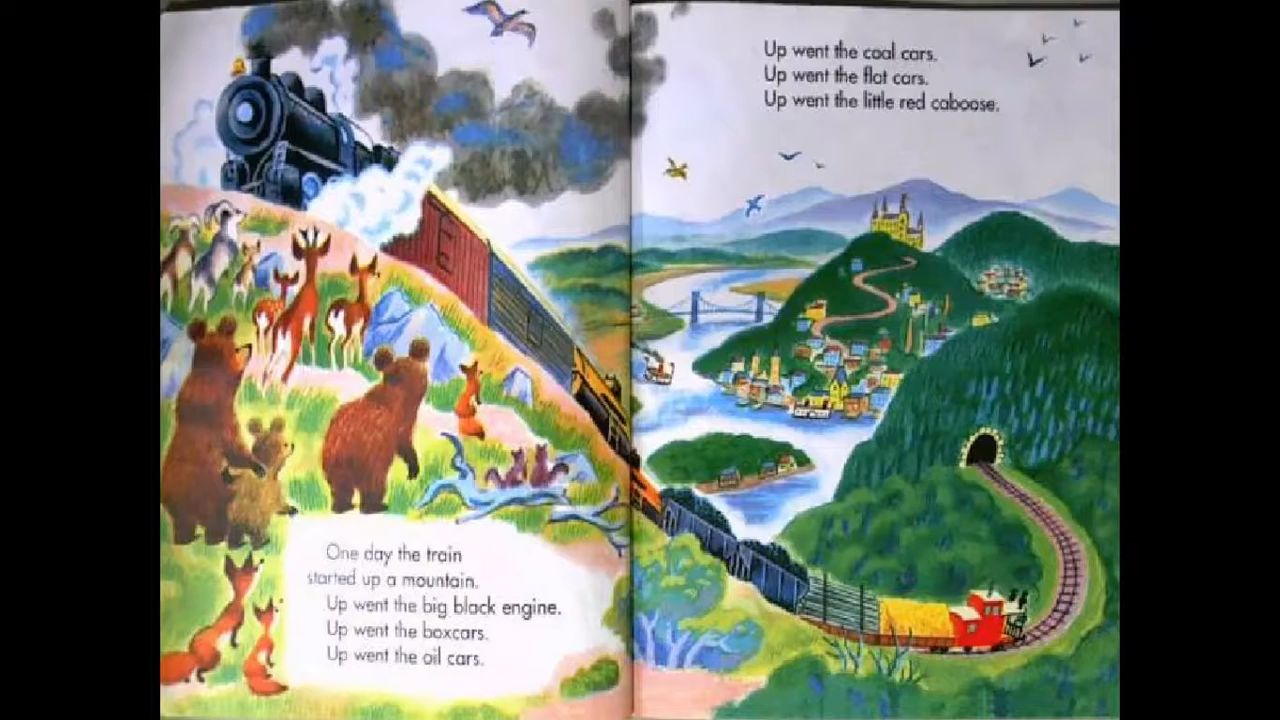 One day the train
started up a mountain.
Up went the big black engine.
Up went the boxcars.
Up went the oil cars.
Up went the coal cars.
Up went the flat cars.
Up went the little red caboose.